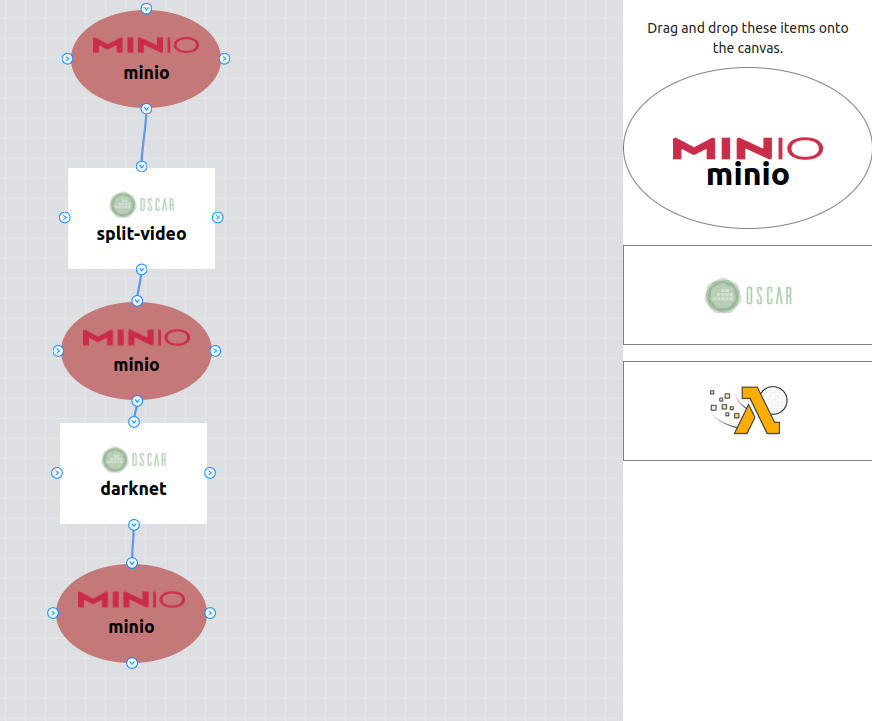 MINIO
minio
OSCAR
split-video
MINIO
minio
OSCAR
darknet
MINIO
minio
Drag and drop these items onto
the canvas.
MINIO
minio
OSCAR